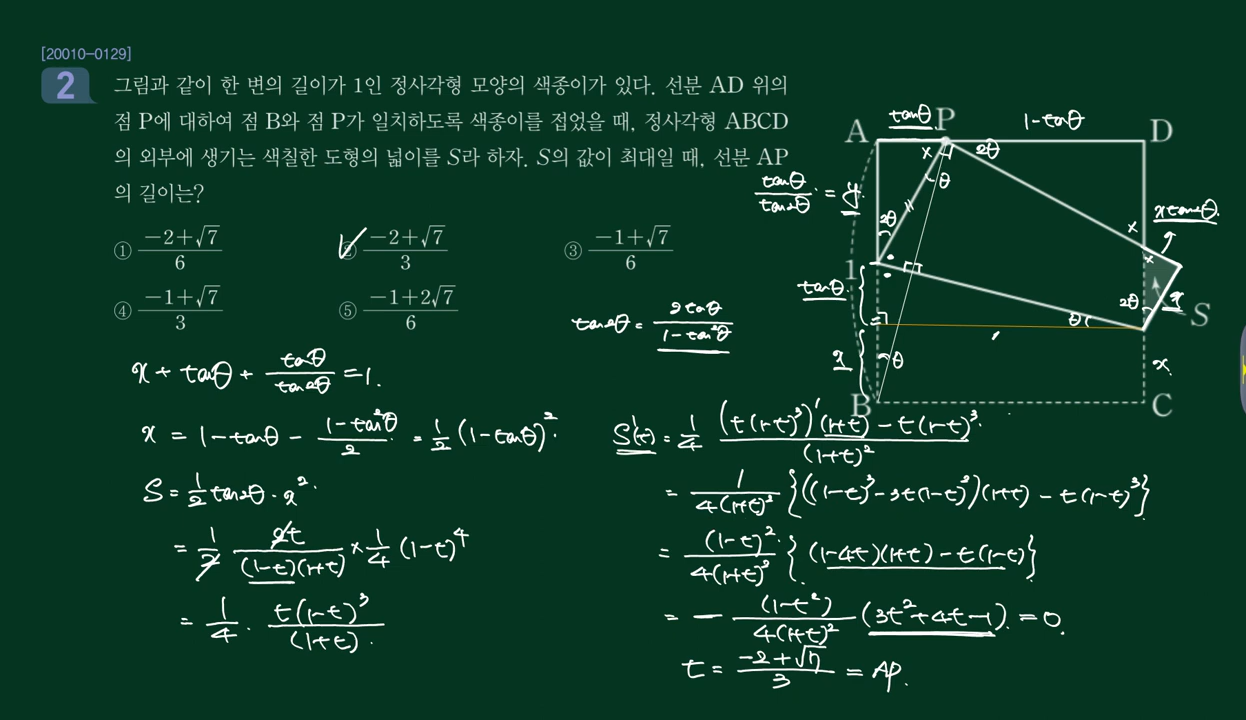 [20010-0129]
2
그림과 같이 한 변의 길이가 1인 정사각형 모양의 색종이가 있다. 선분 AD 위의
점 P에 대하여 점 B와 점 P가 일치하도록 색종이를 접었을 때, 정사각형 ABCD
의 외부에 생기는 색칠한 도형의 넓이를 S라 하자. S의 값이 최대일 때, 선분 AP
의 길이는?
① (-2+√7)/6
② (-2+√7)/3
③ (-1+√7)/6
④ (-1+√7)/3
⑤ (-1+2√7)/6
tanθ
1-tanθ
A
P
D
x
2θ
θ
tanθ/tan2θ = y
2θ
x
x tan2θ
x
1
tanθ
2θ
x
S
θ
x
θ
x
B
C
tan2θ = 2tanθ/(1-tan²θ)
x + tanθ + tanθ/tan2θ = 1.
x = 1-tanθ - (1-tan²θ)/2 = 1/2 (1-tanθ)².
S = 1/2 tan2θ · x².
= 1/2 2t/((1-t)(1+t)) × 1/4 (1-t)⁴
= 1/4 · t(1-t)³/(1+t).
S'(t) = 1/4 ((t(1-t)³)'(1+t) - t(1-t)³)/(1+t)².
= 1/(4(1+t)²) {((1-t)³-3t(1-t)²)(1+t) - t(1-t)³}
= (1-t)²/(4(1+t)²) {(1-4t)(1+t) - t(1-t)}
= - (1-t²)/(4(1+t)²) (3t²+4t-1) = 0.
t = (-2+√7)/3 = AP.